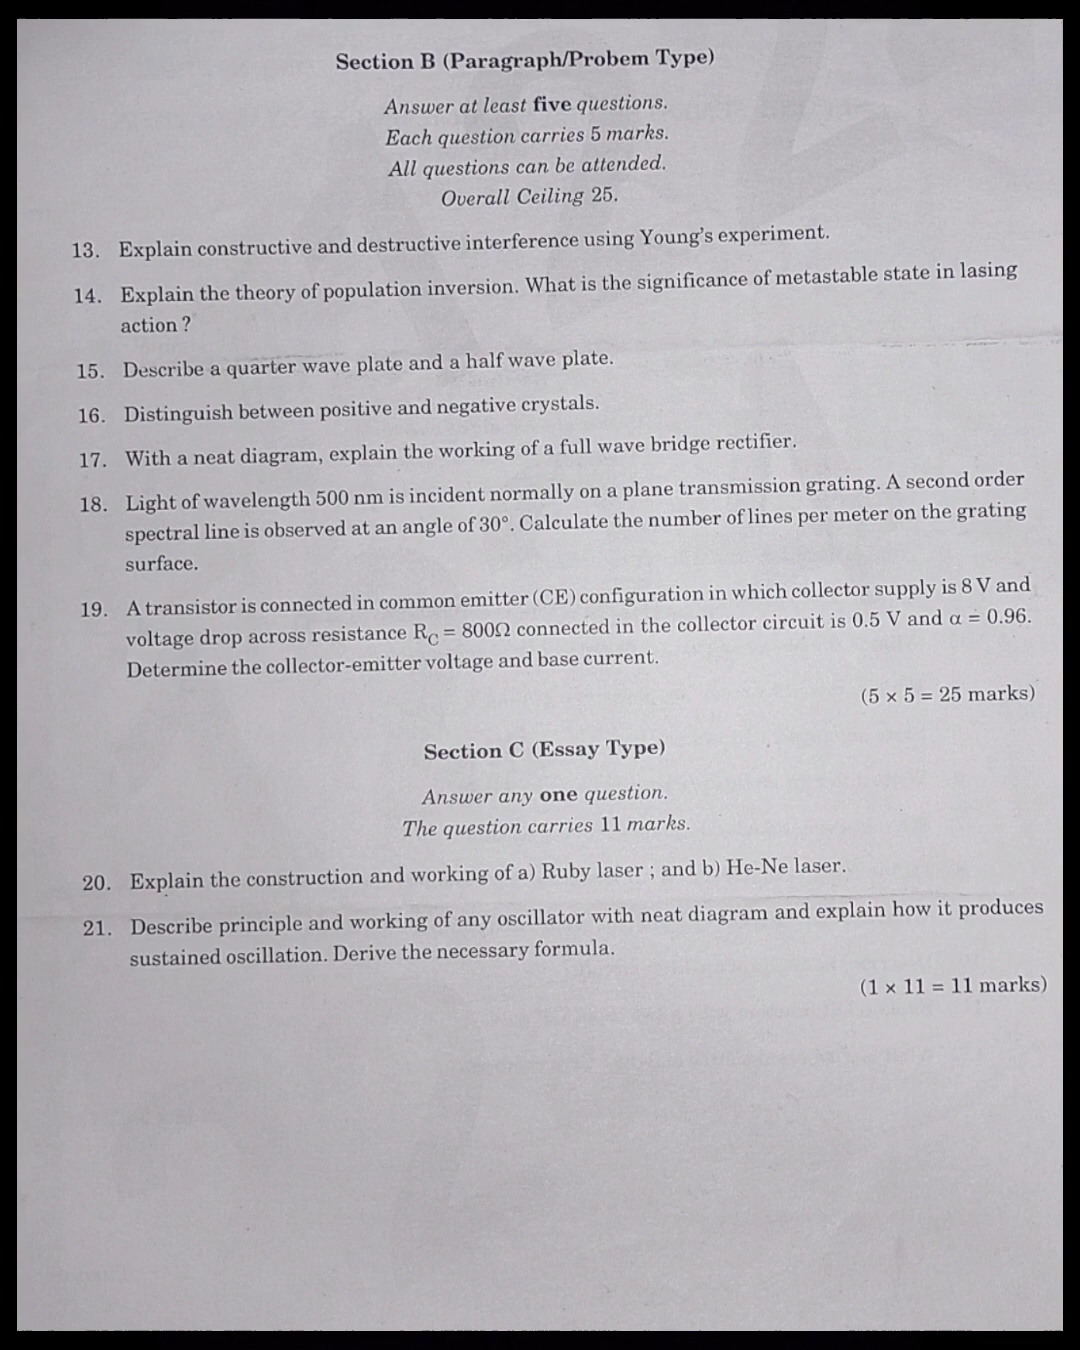 Section B (Paragraph/Probem Type)
Answer at least five questions.
Each question carries 5 marks.
All questions can be attended.
Overall Ceiling 25.
13. Explain constructive and destructive interference using Young's experiment.
14. Explain the theory of population inversion. What is the significance of metastable state in lasing
action ?
15. Describe a quarter wave plate and a half wave plate.
16. Distinguish between positive and negative crystals.
17. With a neat diagram, explain the working of a full wave bridge rectifier.
18. Light of wavelength 500 nm is incident normally on a plane transmission grating. A second order
spectral line is observed at an angle of 30°. Calculate the number of lines per meter on the grating
surface.
19. A transistor is connected in common emitter (CE) configuration in which collector supply is 8 V and
voltage drop across resistance R_C = 800Ω connected in the collector circuit is 0.5 V and α = 0.96.
Determine the collector-emitter voltage and base current.
(5 × 5 = 25 marks)
Section C (Essay Type)
Answer any one question.
The question carries 11 marks.
20. Explain the construction and working of a) Ruby laser ; and b) He-Ne laser.
21. Describe principle and working of any oscillator with neat diagram and explain how it produces
sustained oscillation. Derive the necessary formula.
(1 × 11 = 11 marks)